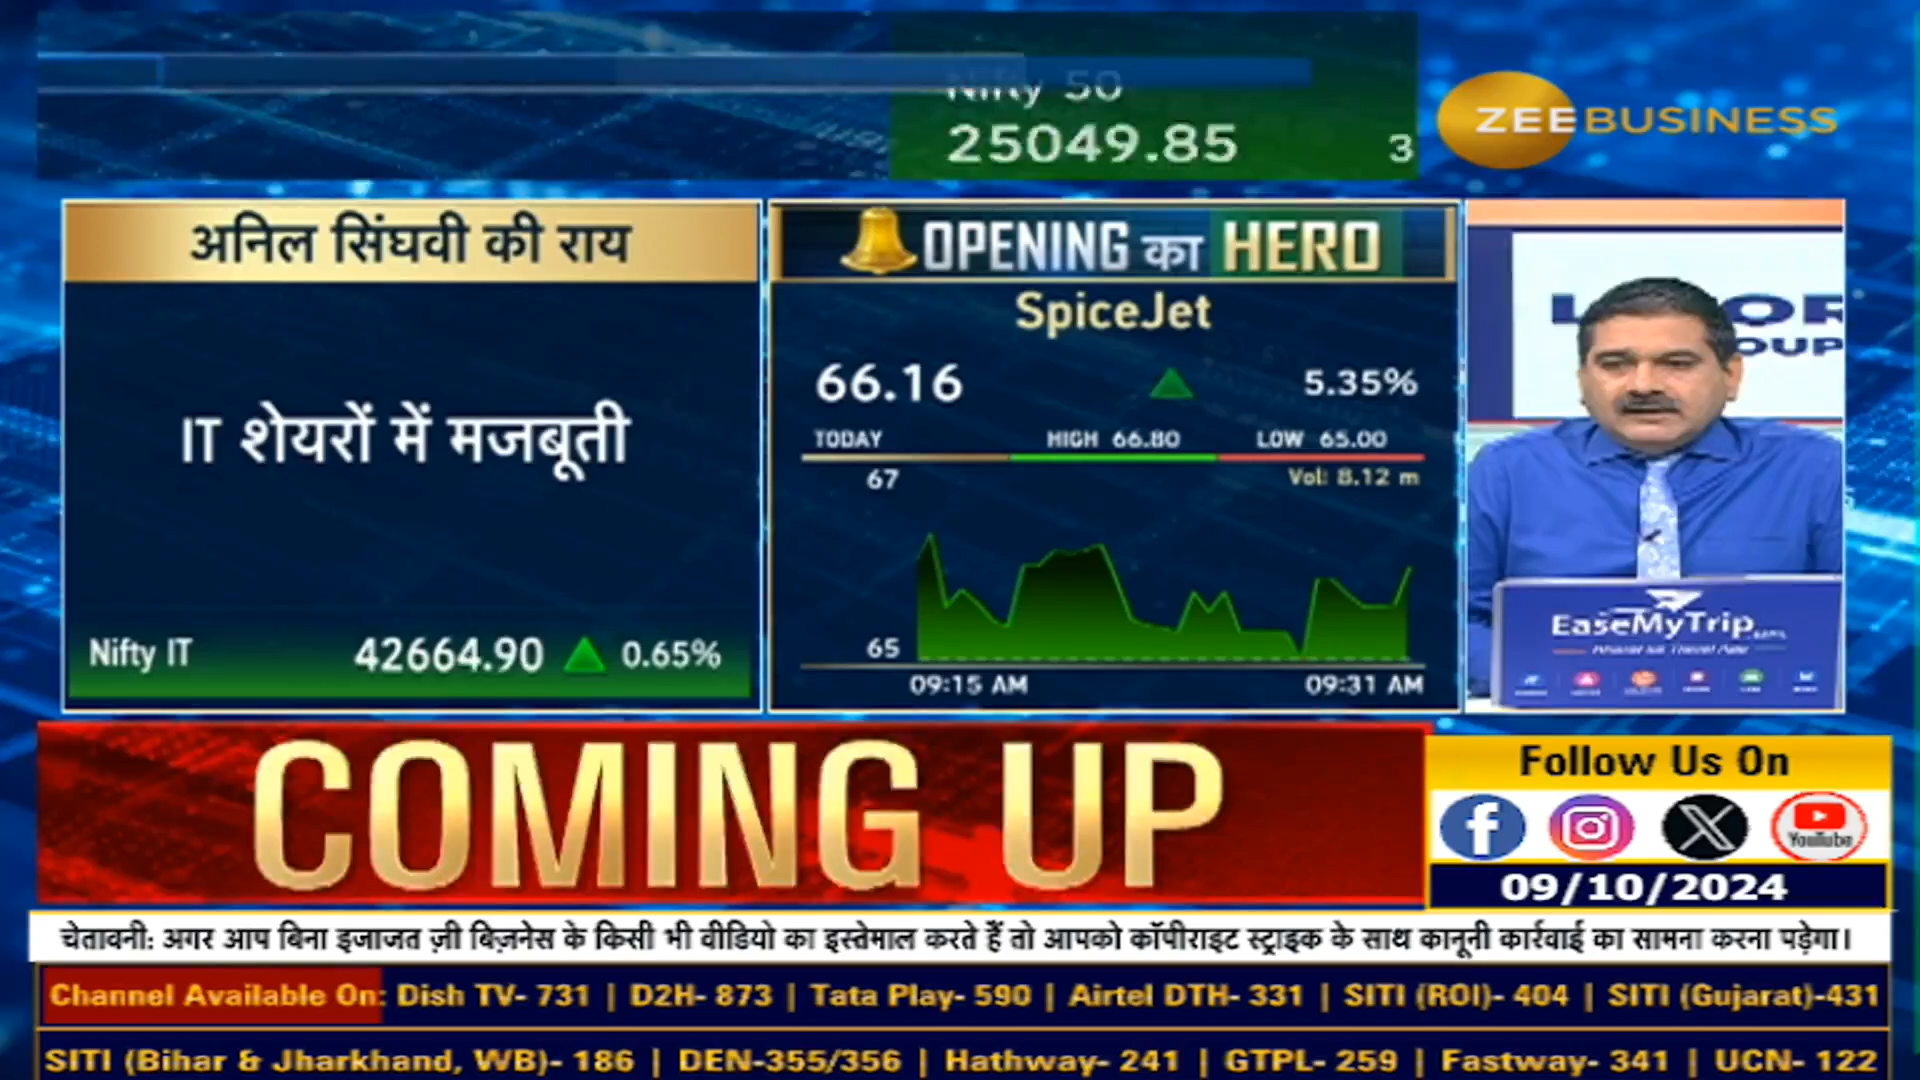 Nifty 50
25049.85
3
ZEEBUSINESS
अनिल सिंघवी की राय
IT शेयरों में मजबूती
Nifty IT 42664.90 0.65%
OPENING का HERO
SpiceJet
66.16 5.35%
TODAY HIGH 66.80 LOW 65.00
Vol: 8.12 m
67
65
09:15 AM 09:31 AM
OUP
EaseMyTrip
COMING UP
Follow Us On
YouTube
09/10/2024
चेतावनी: अगर आप बिना इजाजत ज़ी बिज़नेस के किसी भी वीडियो का इस्तेमाल करते हैं तो आपको कॉपीराइट स्ट्राइक के साथ कानूनी कार्रवाई का सामना करना पड़ेगा।
Channel Available On: Dish TV- 731 | D2H- 873 | Tata Play- 590 | Airtel DTH- 331 | SITI (ROI)- 404 | SITI (Gujarat)-431
SITI (Bihar & Jharkhand, WB)- 186 | DEN-355/356 | Hathway- 241 | GTPL- 259 | Fastway- 341 | UCN- 122